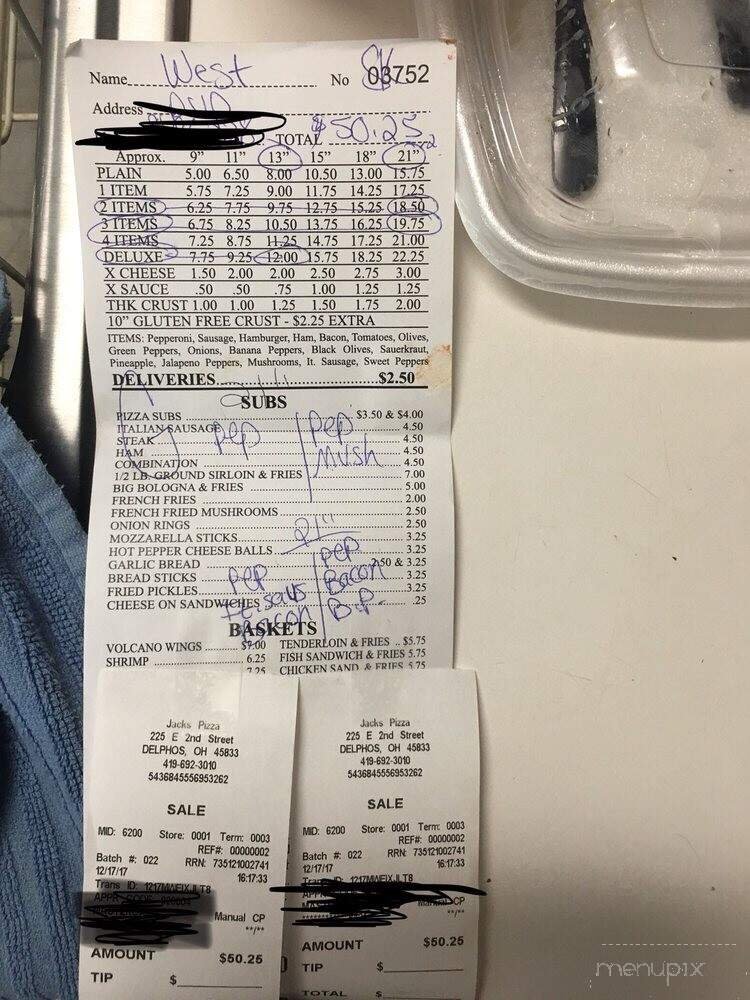 Name West No 03752
Address
TOTAL $50.25
Approx. 9" 11" 13" 15" 18" 21"
PLAIN 5.00 6.50 8.00 10.50 13.00 15.75
1 ITEM 5.75 7.25 9.00 11.75 14.25 17.25
2 ITEMS 6.25 7.75 9.75 12.75 15.25 18.50
3 ITEMS 6.75 8.25 10.50 13.75 16.25 19.75
4 ITEMS 7.25 8.75 11.25 14.75 17.25 21.00
DELUXE 7.75 9.25 12.00 15.75 18.25 22.25
X CHEESE 1.50 2.00 2.00 2.50 2.75 3.00
X SAUCE .50 .50 .75 1.00 1.25 1.25
THK CRUST 1.00 1.00 1.25 1.50 1.75 2.00
10" GLUTEN FREE CRUST - $2.25 EXTRA
ITEMS: Pepperoni, Sausage, Hamburger, Ham, Bacon, Tomatoes, Olives,
Green Peppers, Onions, Banana Peppers, Black Olives, Sauerkraut,
Pineapple, Jalapeno Peppers, Mushrooms, It. Sausage, Sweet Peppers
DELIVERIES $2.50
SUBS
PIZZA SUBS $3.50 & $4.00
ITALIAN SAUSAGE 4.50
STEAK 4.50
HAM 4.50
COMBINATION 4.50
1/2 LB. GROUND SIRLOIN & FRIES 7.00
BIG BOLOGNA & FRIES 5.00
FRENCH FRIES 2.00
FRENCH FRIED MUSHROOMS 2.50
ONION RINGS 2.50
MOZZARELLA STICKS 3.25
HOT PEPPER CHEESE BALLS 3.25
GARLIC BREAD 2.50 & 3.25
BREAD STICKS 3.25
FRIED PICKLES 3.25
CHEESE ON SANDWICHES .25
pep pep
Mush
21"
pep pep
It. saus Bacon
Bacon B.P.
BASKETS
VOLCANO WINGS $9.00 TENDERLOIN & FRIES $5.75
SHRIMP 6.25 FISH SANDWICH & FRIES 5.75
7.25 CHICKEN SAND. & FRIES 5.75
Jacks Pizza
225 E 2nd Street
DELPHOS, OH 45833
419-692-3010
5436845556953262
SALE
MID: 6200 Store: 0001 Term: 0003
REF#: 00000002
Batch #: 022 RRN: 735121002741
12/17/17 16:17:33
Trans ID: 1217MWEIXJLT8
Manual CP
**/**
AMOUNT $50.25
TIP $
Jacks Pizza
225 E 2nd Street
DELPHOS, OH 45833
419-692-3010
5436845556953262
SALE
MID: 6200 Store: 0001 Term: 0003
REF#: 00000002
Batch #: 022 RRN: 735121002741
12/17/17 16:17:33
Manual CP
**/**
AMOUNT $50.25
TIP $
TOTAL $
menupix